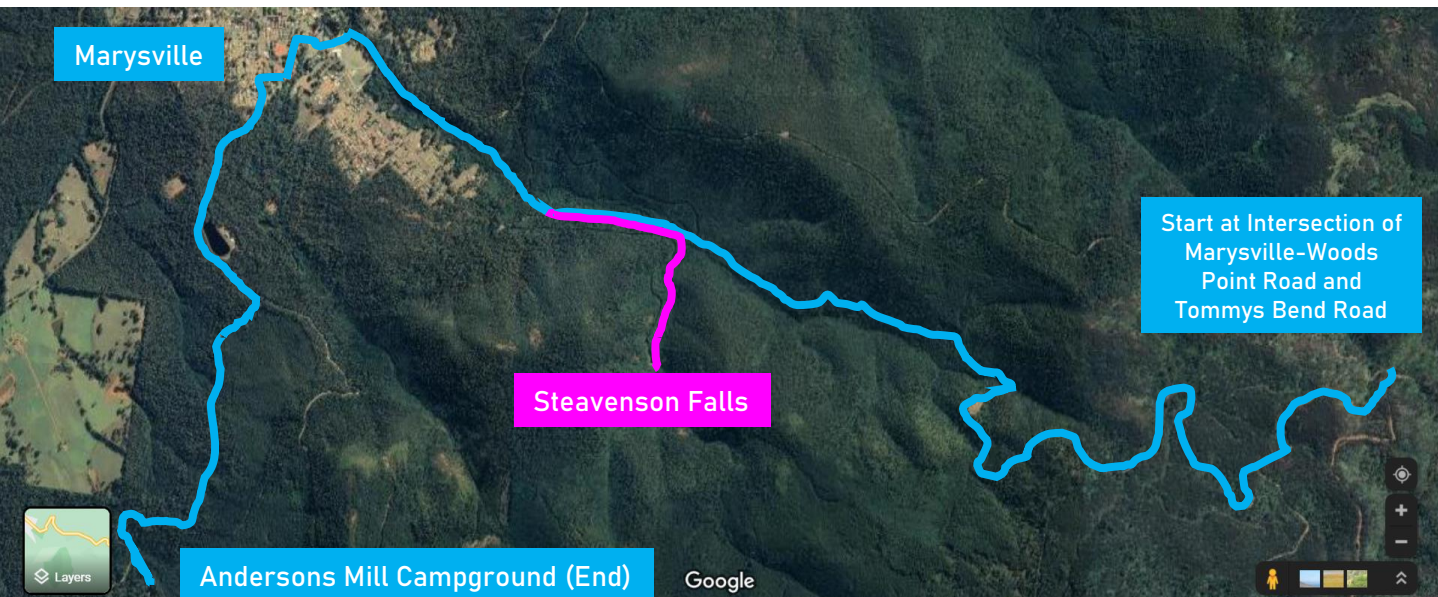 Marysville
Start at Intersection of
Marysville-Woods
Point Road and
Tommys Bend Road
Steavenson Falls
Layers
Andersons Mill Campground (End)
Google